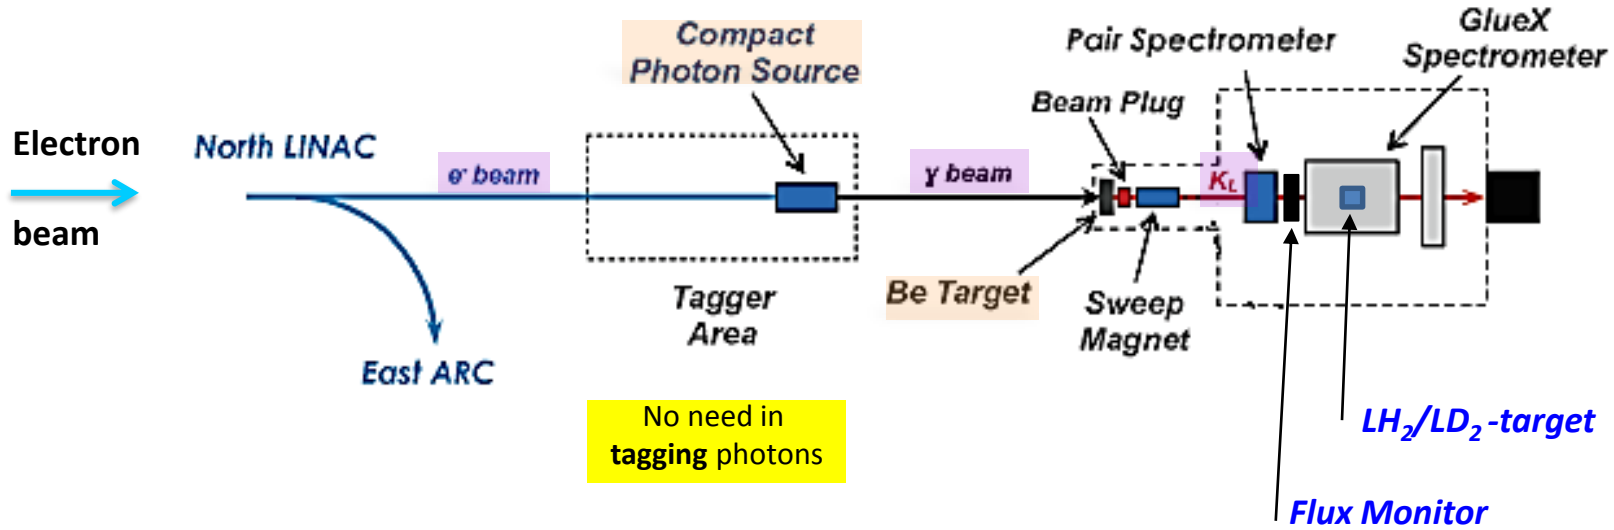 Compact
Photon Source
Pair Spectrometer
GlueX
Spectrometer
Beam Plug
Electron
beam
North LINAC
e⁻ beam
γ beam
K_L
East ARC
Tagger
Area
Be Target
Sweep
Magnet
No need in
tagging photons
LH₂/LD₂ -target
Flux Monitor